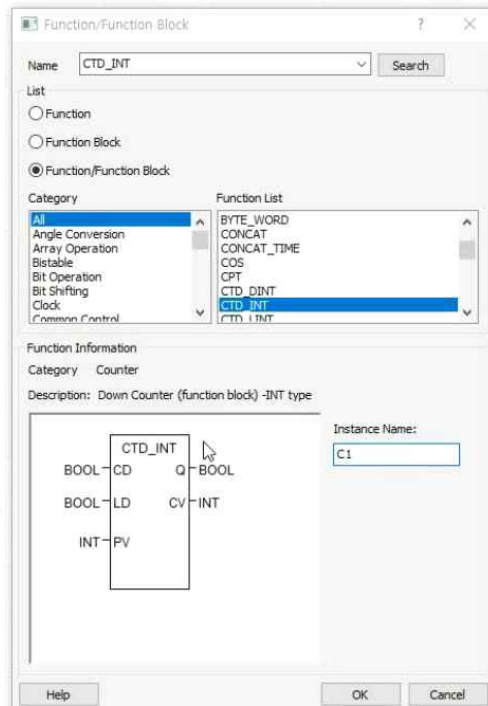 Function/Function Block
Name CTD_INT Search
List
Function
Function Block
Function/Function Block
Category
All
Angle Conversion
Array Operation
Bistable
Bit Operation
Bit Shifting
Clock
Common Control
Function List
BYTE_WORD
CONCAT
CONCAT_TIME
COS
CPT
CTD_DINT
CTD_INT
CTD_LINT
Function Information
Category Counter
Description: Down Counter (function block) -INT type
CTD_INT
BOOL CD Q BOOL
BOOL LD CV INT
INT PV
Instance Name:
C1
Help OK Cancel